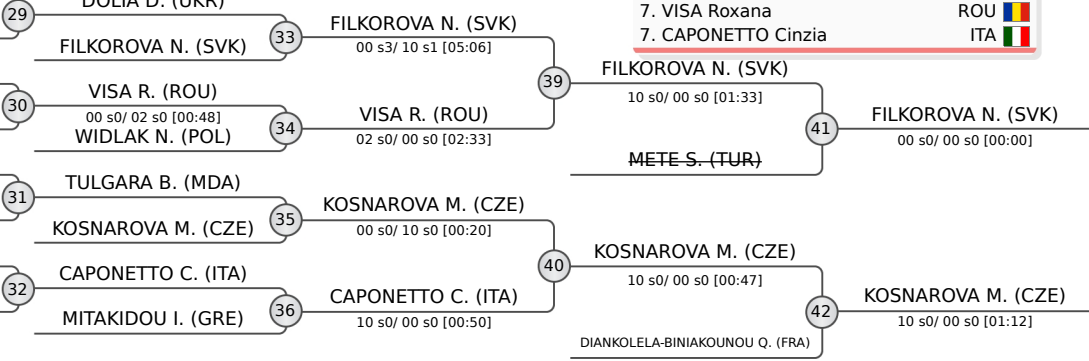 DOLIA D. (UKR)
29
FILKOROVA N. (SVK)
33
FILKOROVA N. (SVK)
00 s3/ 10 s1 [05:06]
7. VISA Roxana ROU
7. CAPONETTO Cinzia ITA
30
VISA R. (ROU)
00 s0/ 02 s0 [00:48]
WIDLAK N. (POL)
34
VISA R. (ROU)
02 s0/ 00 s0 [02:33]
39
FILKOROVA N. (SVK)
10 s0/ 00 s0 [01:33]
METE S. (TUR)
41
FILKOROVA N. (SVK)
00 s0/ 00 s0 [00:00]
31
TULGARA B. (MDA)
KOSNAROVA M. (CZE)
35
KOSNAROVA M. (CZE)
00 s0/ 10 s0 [00:20]
32
CAPONETTO C. (ITA)
MITAKIDOU I. (GRE)
36
CAPONETTO C. (ITA)
10 s0/ 00 s0 [00:50]
40
KOSNAROVA M. (CZE)
10 s0/ 00 s0 [00:47]
DIANKOLELA-BINIAKOUNOU Q. (FRA)
42
KOSNAROVA M. (CZE)
10 s0/ 00 s0 [01:12]